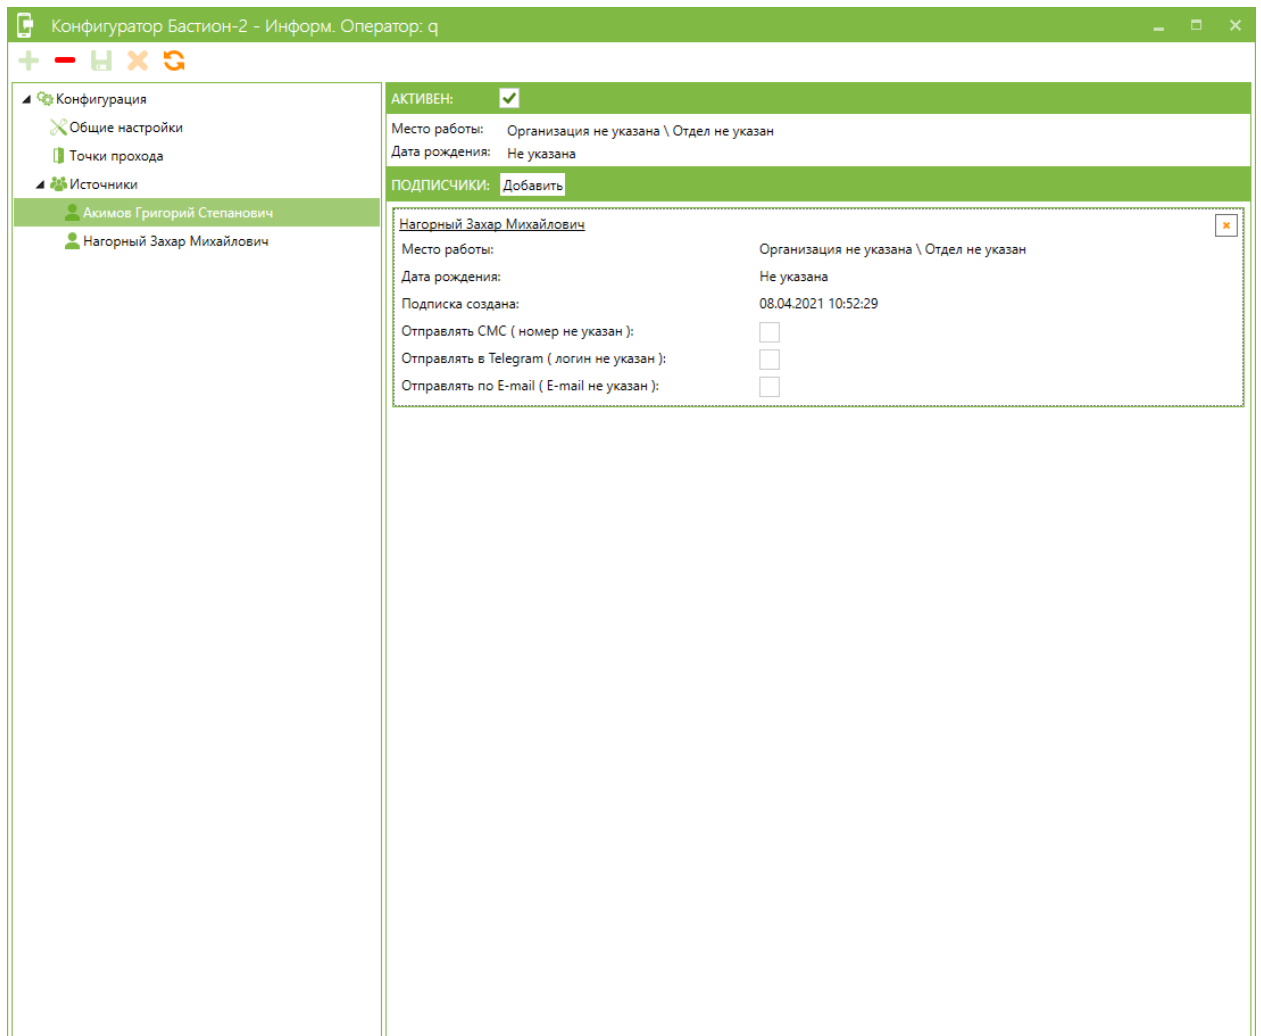 Конфигуратор Бастион-2 - Информ. Оператор: q
Конфигурация
Общие настройки
Точки прохода
Источники
Акимов Григорий Степанович
Нагорный Захар Михайлович
АКТИВЕН:
Место работы: Организация не указана \ Отдел не указан
Дата рождения: Не указана
ПОДПИСЧИКИ: Добавить
Нагорный Захар Михайлович
Место работы: Организация не указана \ Отдел не указан
Дата рождения: Не указана
Подписка создана: 08.04.2021 10:52:29
Отправлять СМС ( номер не указан ):
Отправлять в Telegram ( логин не указан ):
Отправлять по E-mail ( E-mail не указан ):